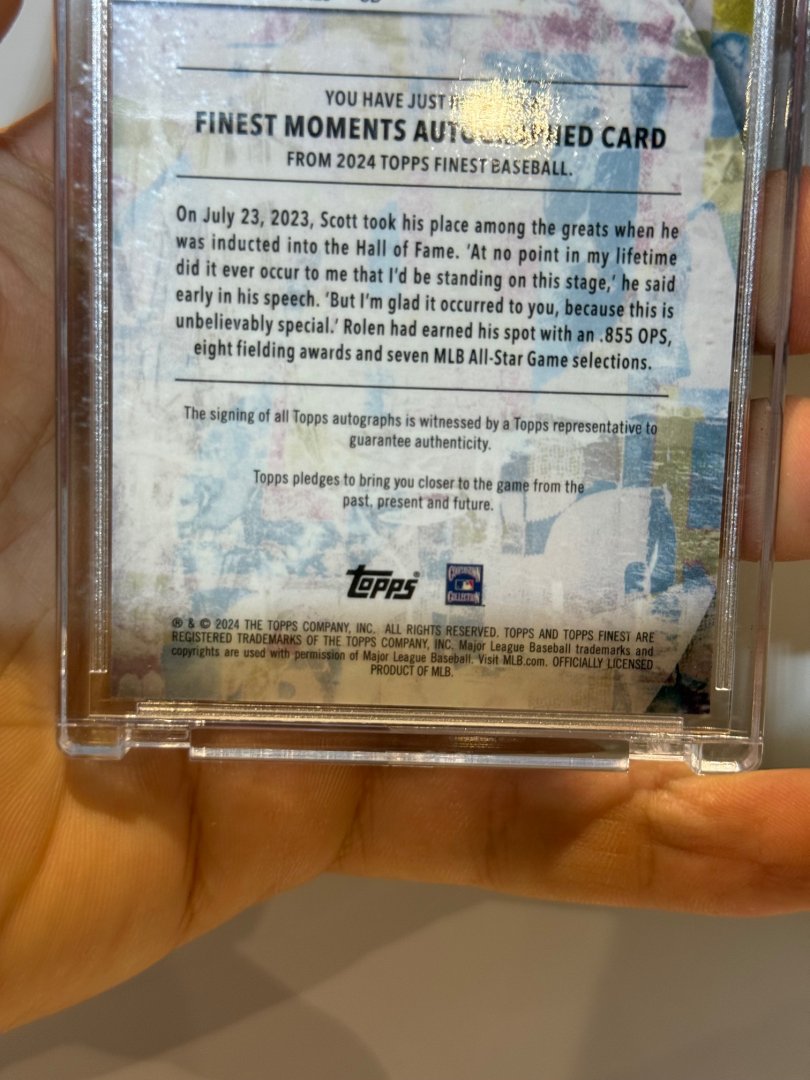 YOU HAVE JUST
FINEST MOMENTS AUTOGRAPHED CARD
FROM 2024 TOPPS FINEST BASEBALL.
On July 23, 2023, Scott took his place among the greats when he
was inducted into the Hall of Fame. 'At no point in my lifetime
did it ever occur to me that I'd be standing on this stage,' he said
early in his speech. 'But I'm glad it occurred to you, because this is
unbelievably special.' Rolen had earned his spot with an .855 OPS,
eight fielding awards and seven MLB All-Star Game selections.
The signing of all Topps autographs is witnessed by a Topps representative to
guarantee authenticity.
Topps pledges to bring you closer to the game from the
past, present and future.
topps®
COOPERSTOWN
COLLECTION
® & © 2024 THE TOPPS COMPANY, INC. ALL RIGHTS RESERVED. TOPPS AND TOPPS FINEST ARE
REGISTERED TRADEMARKS OF THE TOPPS COMPANY, INC. Major League Baseball trademarks and
copyrights are used with permission of Major League Baseball. Visit MLB.com. OFFICIALLY LICENSED
PRODUCT OF MLB.